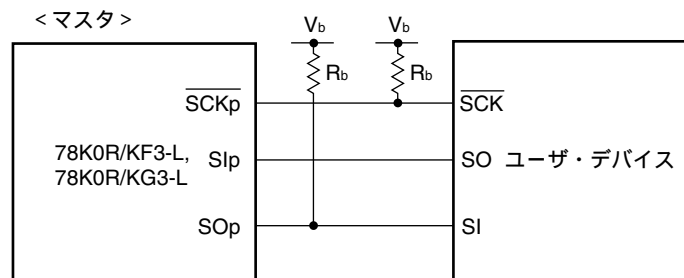 <マスタ>
Vb
Vb
Rb
Rb
SCKp
SCK
78K0R/KF3-L,
78K0R/KG3-L
SIp
SO ユーザ・デバイス
SOp
SI